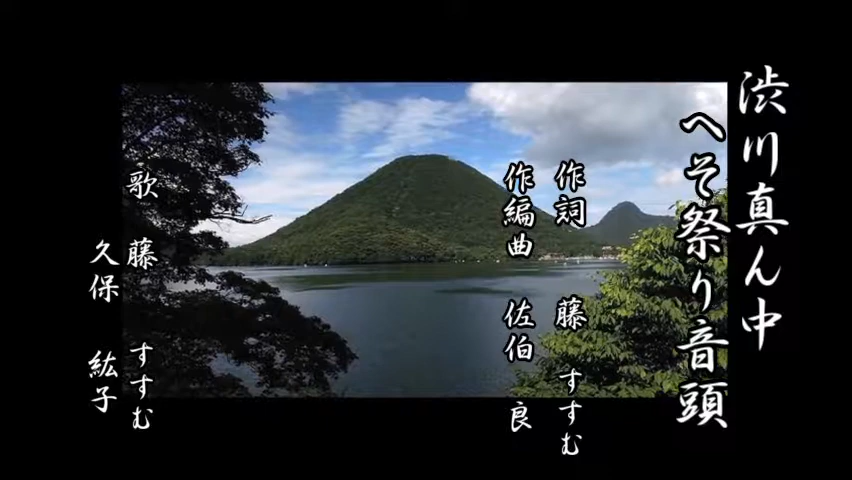 渋川真ん中
へそ祭り音頭
作詞 藤 すすむ
作編曲 佐伯 良
歌 藤 すすむ
久保 紘子